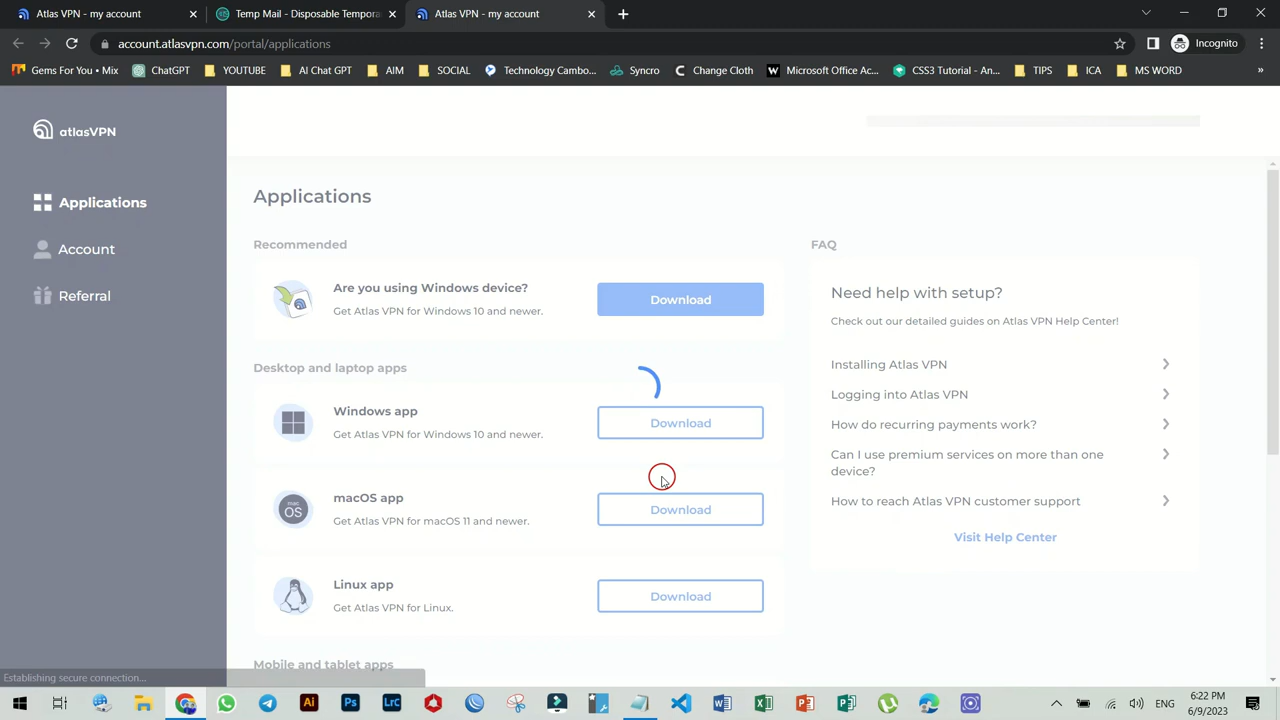 Atlas VPN - my account
Temp Mail - Disposable Tempora
Atlas VPN - my account
account.atlasvpn.com/portal/applications
Incognito
Gems For You • Mix
ChatGPT
YOUTUBE
AI Chat GPT
AIM
SOCIAL
Technology Cambo...
Syncro
Change Cloth
Microsoft Office Ac...
CSS3 Tutorial - An...
TIPS
ICA
MS WORD
»
atlasVPN
Applications
Account
Referral
Applications
Recommended
Are you using Windows device?
Get Atlas VPN for Windows 10 and newer.
Download
Desktop and laptop apps
Windows app
Get Atlas VPN for Windows 10 and newer.
Download
macOS app
Get Atlas VPN for macOS 11 and newer.
Download
Linux app
Get Atlas VPN for Linux.
Download
Mobile and tablet apps
FAQ
Need help with setup?
Check out our detailed guides on Atlas VPN Help Center!
Installing Atlas VPN
Logging into Atlas VPN
How do recurring payments work?
Can I use premium services on more than one
device?
How to reach Atlas VPN customer support
Visit Help Center
Establishing secure connection...
ENG
6:22 PM
6/9/2023